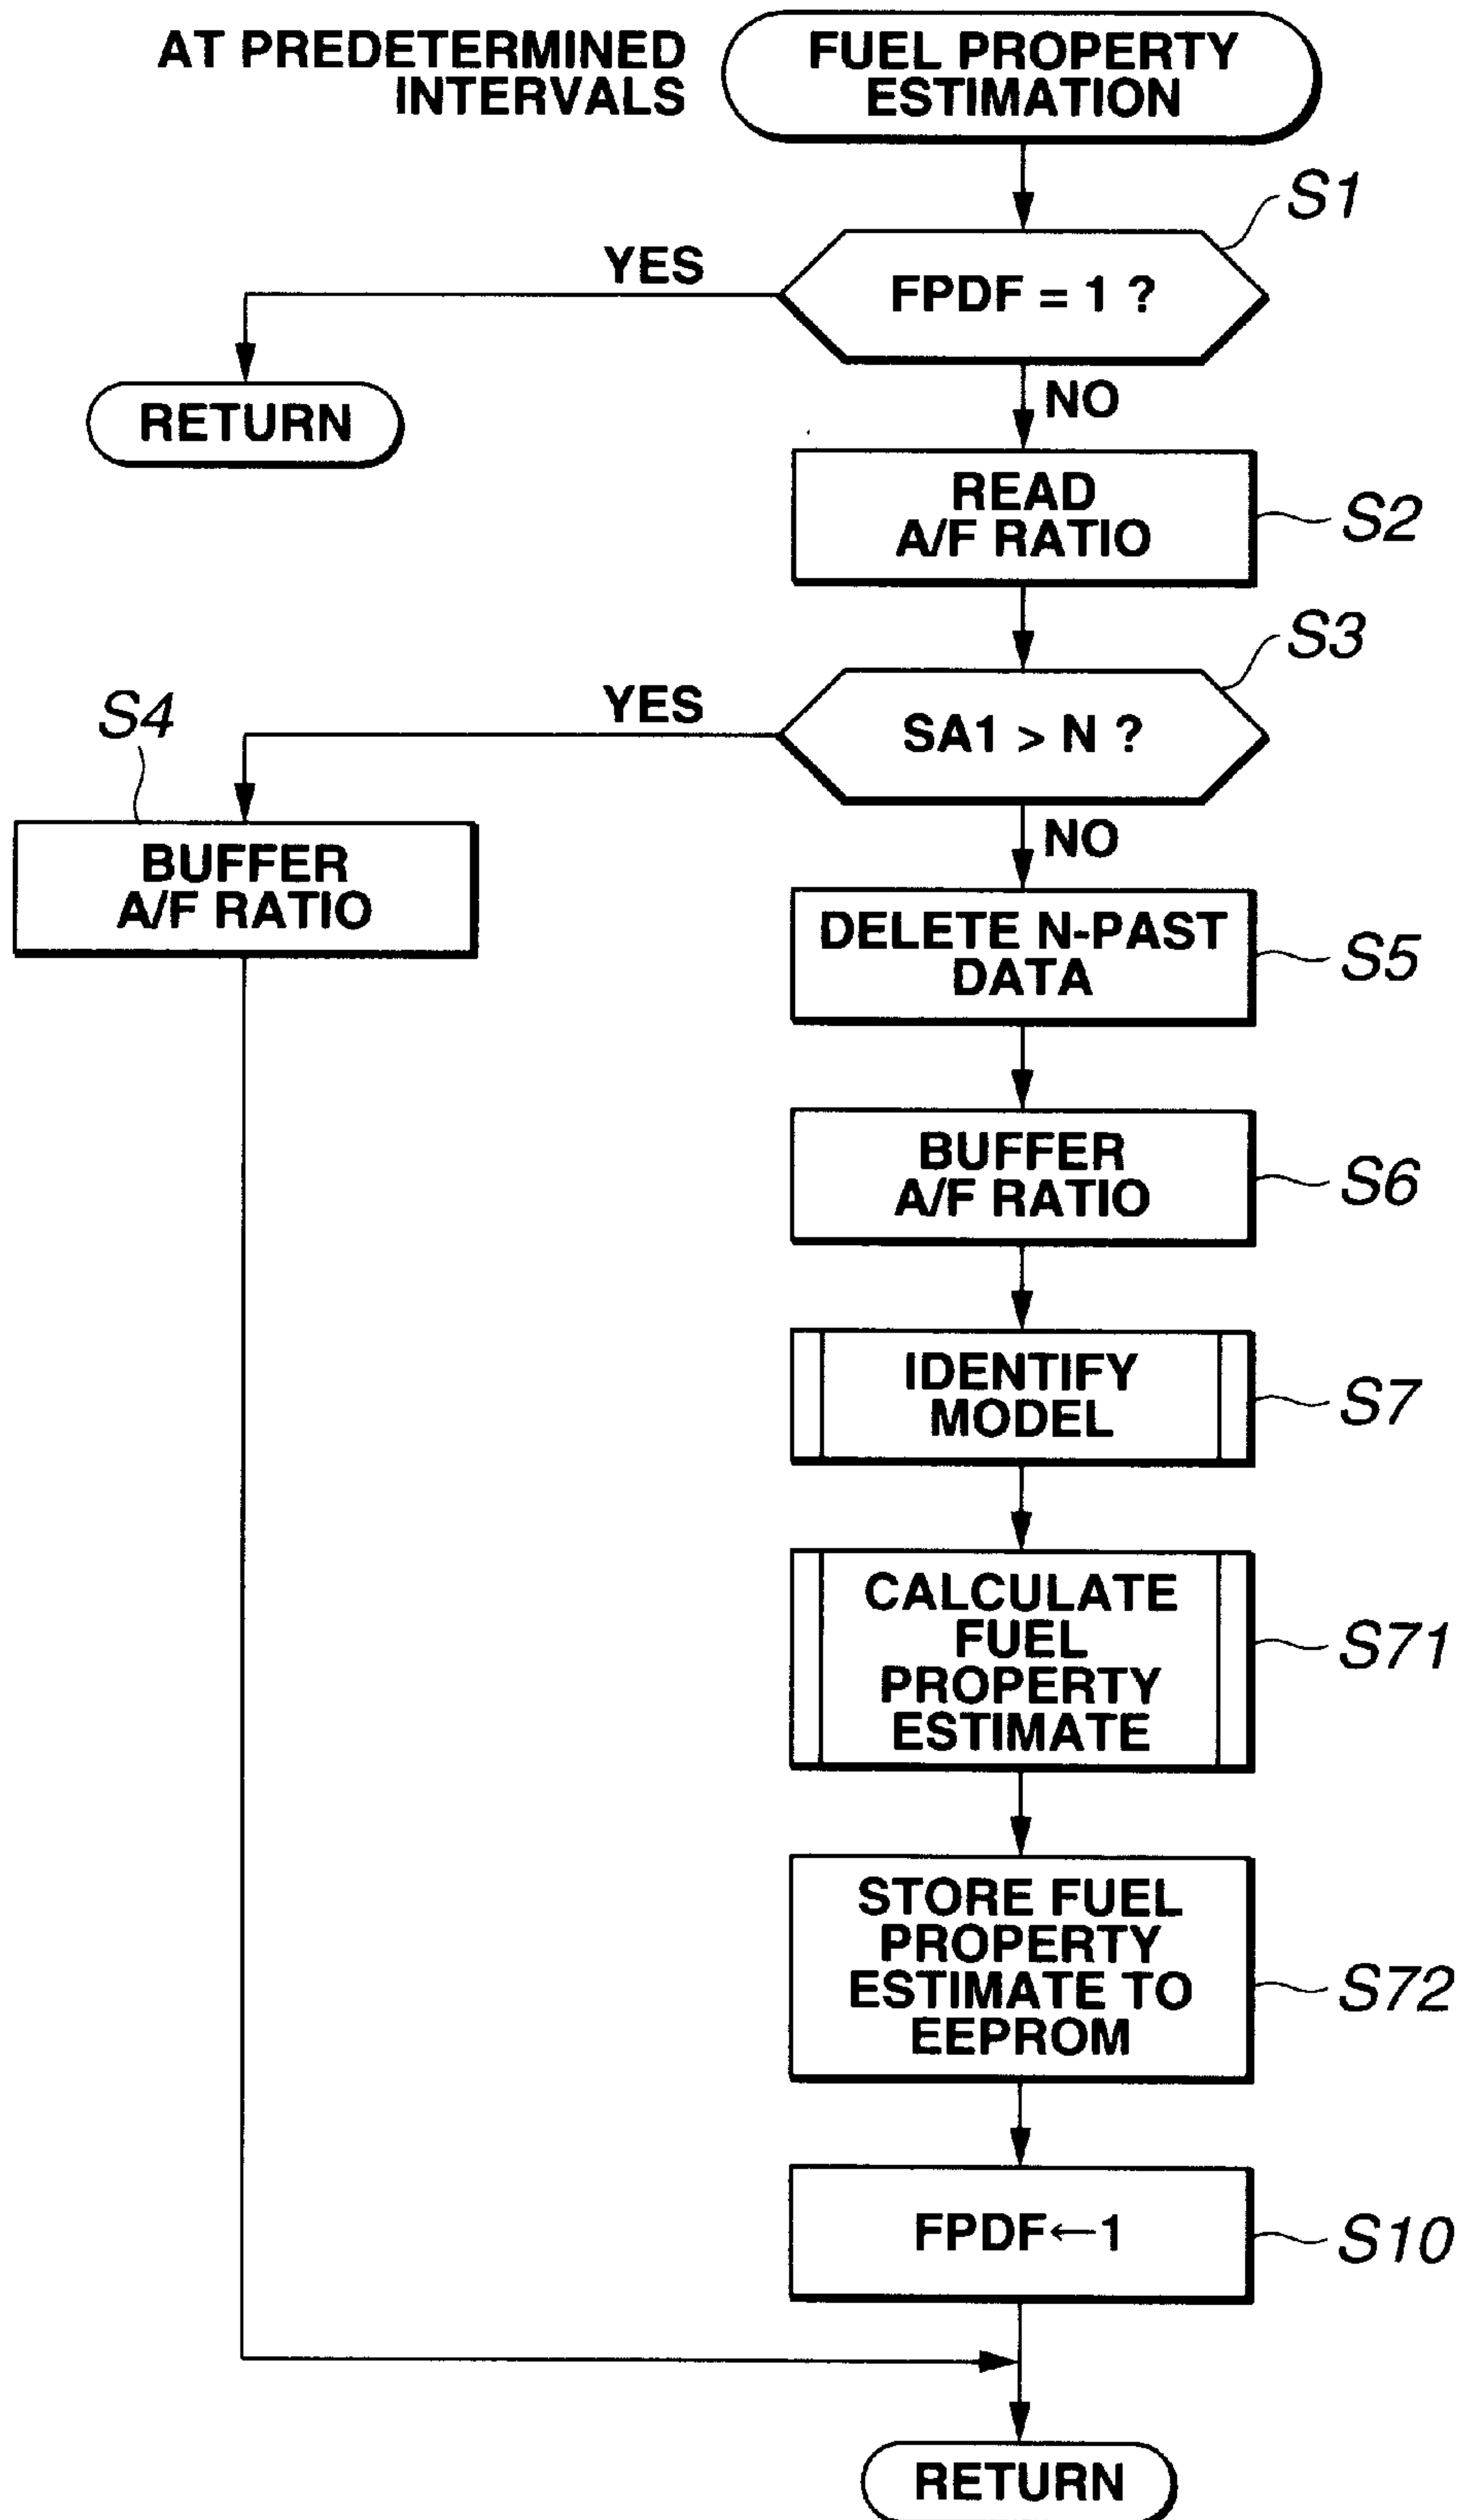 AT PREDETERMINED
INTERVALS
FUEL PROPERTY
ESTIMATION
S1
YES
FPDF = 1 ?
RETURN
NO
READ
A/F RATIO
S2
S3
YES
SA1 > N ?
S4
NO
BUFFER
A/F RATIO
DELETE N-PAST
DATA
S5
BUFFER
A/F RATIO
S6
IDENTIFY
MODEL
S7
CALCULATE
FUEL
PROPERTY
ESTIMATE
S71
STORE FUEL
PROPERTY
ESTIMATE TO
EEPROM
S72
FPDF←1
S10
RETURN